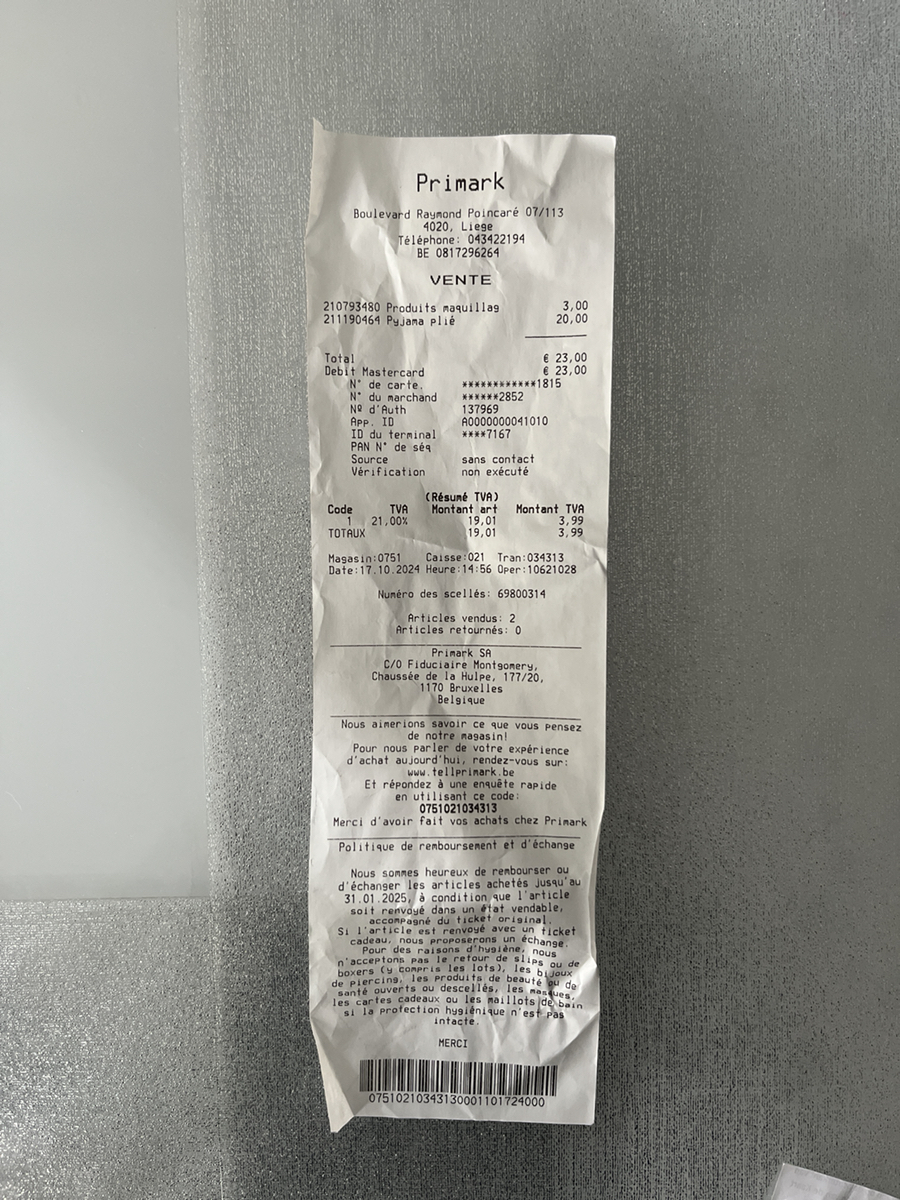 Primark
Boulevard Raymond Poincaré 07/113
4020, Liege
Téléphone: 043422194
BE 0817296264
VENTE
210793480 Produits maquillag 3,00
211190464 Pyjama plié 20,00
Total € 23,00
Debit Mastercard € 23,00
N° de carte. ************1815
N° du marchand ******2852
Nº d'Auth 137969
App. ID A0000000041010
ID du terminal ****7167
PAN N° de séq
Source sans contact
Vérification non exécuté
(Résumé TVA)
Code TVA Montant art Montant TVA
1 21,00% 19,01 3,99
TOTAUX 19,01 3,99
Magasin:0751 Caisse:021 Tran:034313
Date:17.10.2024 Heure:14:56 Oper:10621028
Numéro des scellés: 69800314
Articles vendus: 2
Articles retournés: 0
Primark SA
C/O Fiduciaire Montgomery,
Chaussée de la Hulpe, 177/20,
1170 Bruxelles
Belgique
Nous aimerions savoir ce que vous pensez
de notre magasin!
Pour nous parler de votre expérience
d'achat aujourd'hui, rendez-vous sur:
www.tellprimark.be
Et répondez à une enquête rapide
en utilisant ce code:
0751021034313
Merci d'avoir fait vos achats chez Primark
Politique de remboursement et d'échange
Nous sommes heureux de rembourser ou
d'échanger les articles achetés jusqu'au
31.01.2025, à condition que l'article
soit renvoyé dans un état vendable,
accompagné du ticket original.
Si l'article est renvoyé avec un ticket
cadeau, nous proposerons un échange.
Pour des raisons d'hygiène, nous
n'acceptons pas le retour de slips ou de
boxers (y compris les lots), les bijoux
de piercing, les produits de beauté ou de
santé ouverts ou descellés, les masques,
les cartes cadeaux ou les maillots de bain
si la protection hygiénique n'est pas
intacte.
MERCI
07510210343130001101724000